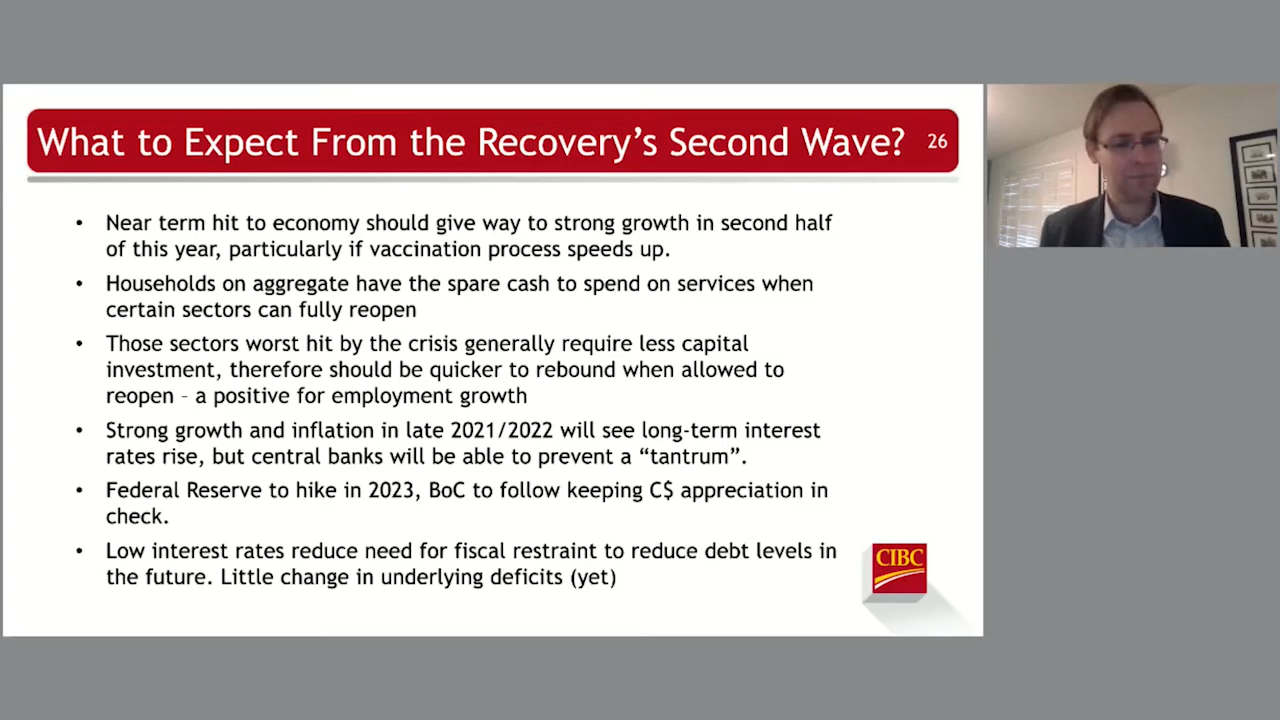 What to Expect From the Recovery's Second Wave? 26
• Near term hit to economy should give way to strong growth in second half
of this year, particularly if vaccination process speeds up.
• Households on aggregate have the spare cash to spend on services when
certain sectors can fully reopen
• Those sectors worst hit by the crisis generally require less capital
investment, therefore should be quicker to rebound when allowed to
reopen – a positive for employment growth
• Strong growth and inflation in late 2021/2022 will see long-term interest
rates rise, but central banks will be able to prevent a “tantrum”.
• Federal Reserve to hike in 2023, BoC to follow keeping C$ appreciation in
check.
• Low interest rates reduce need for fiscal restraint to reduce debt levels in
the future. Little change in underlying deficits (yet)
CIBC